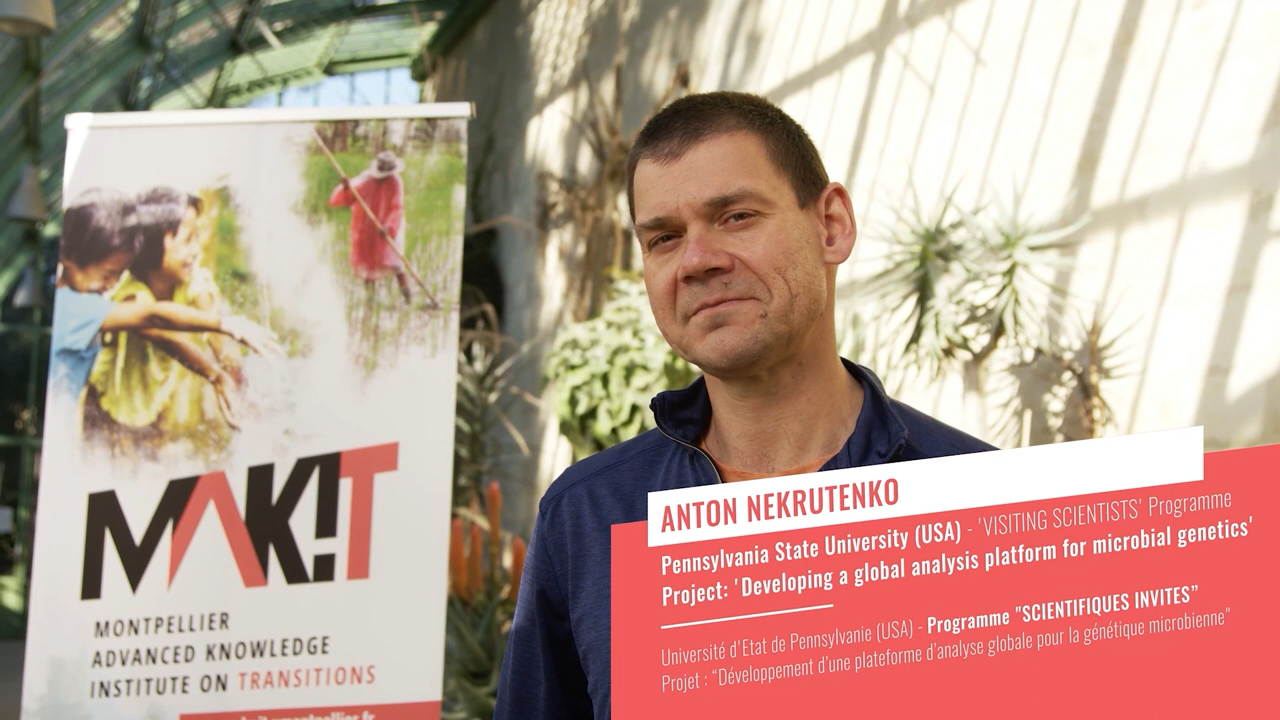 MAK!T
MONTPELLIER
ADVANCED KNOWLEDGE
INSTITUTE ON TRANSITIONS
ANTON NEKRUTENKO
Pennsylvania State University (USA) - 'VISITING SCIENTISTS' Programme
Project: 'Developing a global analysis platform for microbial genetics'
Université d'Etat de Pennsylvanie (USA) - Programme "SCIENTIFIQUES INVITES”
Projet : “Développement d'une plateforme d'analyse globale pour la génétique microbienne"